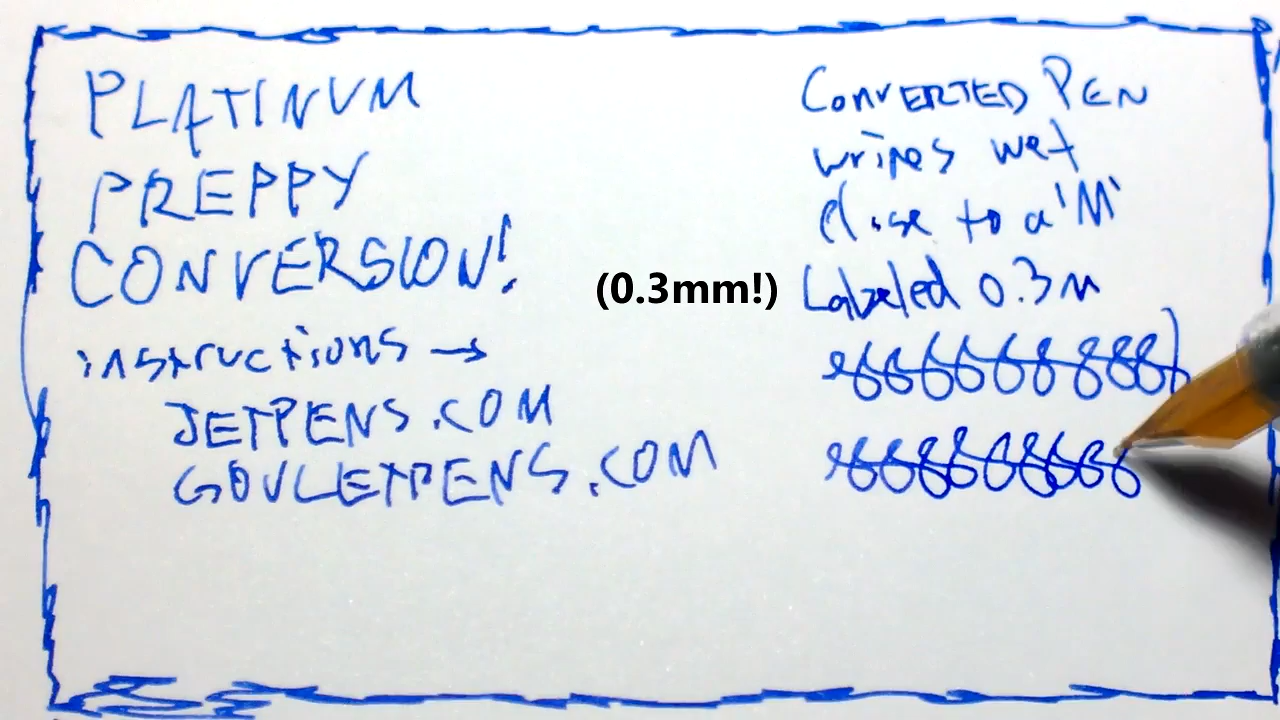 PLATINUM
PREPPY
CONVERSION!
instructions →
JETPENS.COM
GOULETPENS.COM
(0.3mm!)
CONVERTED PEN
writes wet
close to a 'M'
Labeled 0.3m